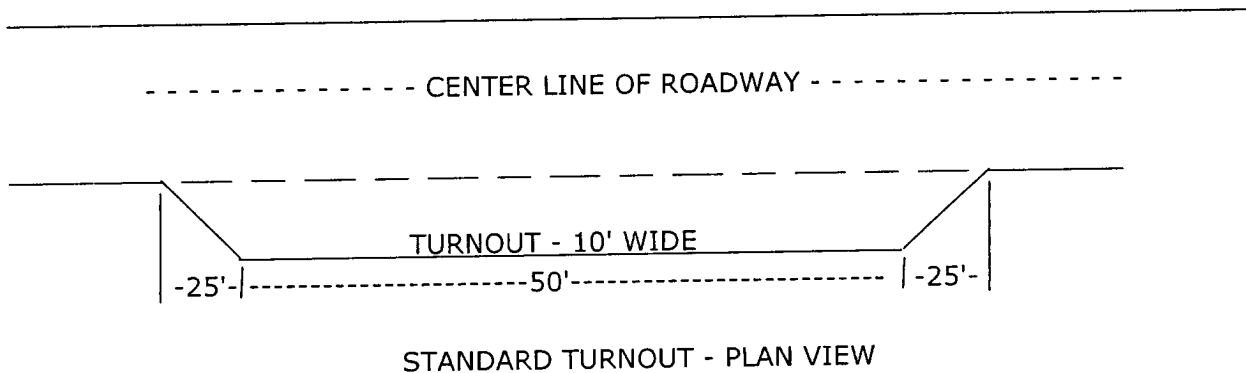 - - - - - - - - - - - - - CENTER LINE OF ROADWAY - - - - - - - - - - - - - - -
TURNOUT - 10' WIDE
-25'-|-----------------------50'-------------------------- | -25'-
STANDARD TURNOUT - PLAN VIEW